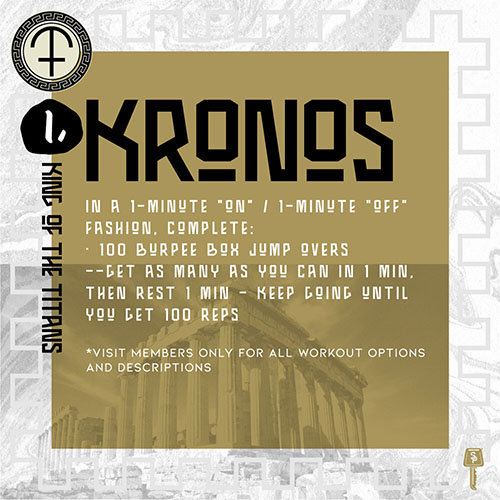 1.
KRONOS
KING OF THE TITANS
IN A 1-MINUTE "ON" / 1-MINUTE "OFF"
FASHION, COMPLETE:
· 100 BURPEE BOX JUMP OVERS
--GET AS MANY AS YOU CAN IN 1 MIN,
THEN REST 1 MIN - KEEP GOING UNTIL
YOU GET 100 REPS
*VISIT MEMBERS ONLY FOR ALL WORKOUT OPTIONS
AND DESCRIPTIONS